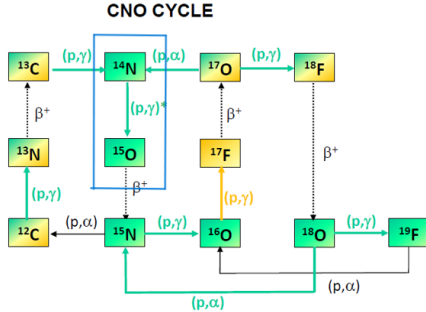 CNO CYCLE
¹³C (p,γ) ¹⁴N (p,α) ¹⁷O (p,γ) ¹⁸F
β⁺ (p,γ)* β⁺ β⁺
¹³N ¹⁵O ¹⁷F
(p,γ) β⁺ (p,γ)
¹²C (p,α) ¹⁵N (p,γ) ¹⁶O ¹⁸O (p,γ) ¹⁹F
(p,α)
(p,α)